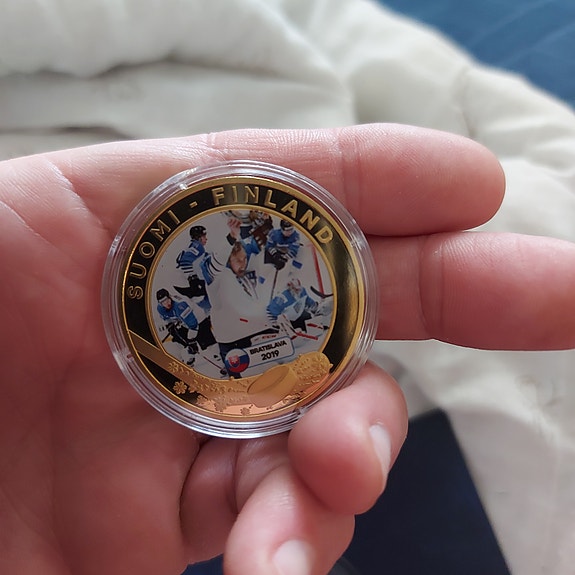 SUOMI - FINLAND
BRATISLAVA
2019